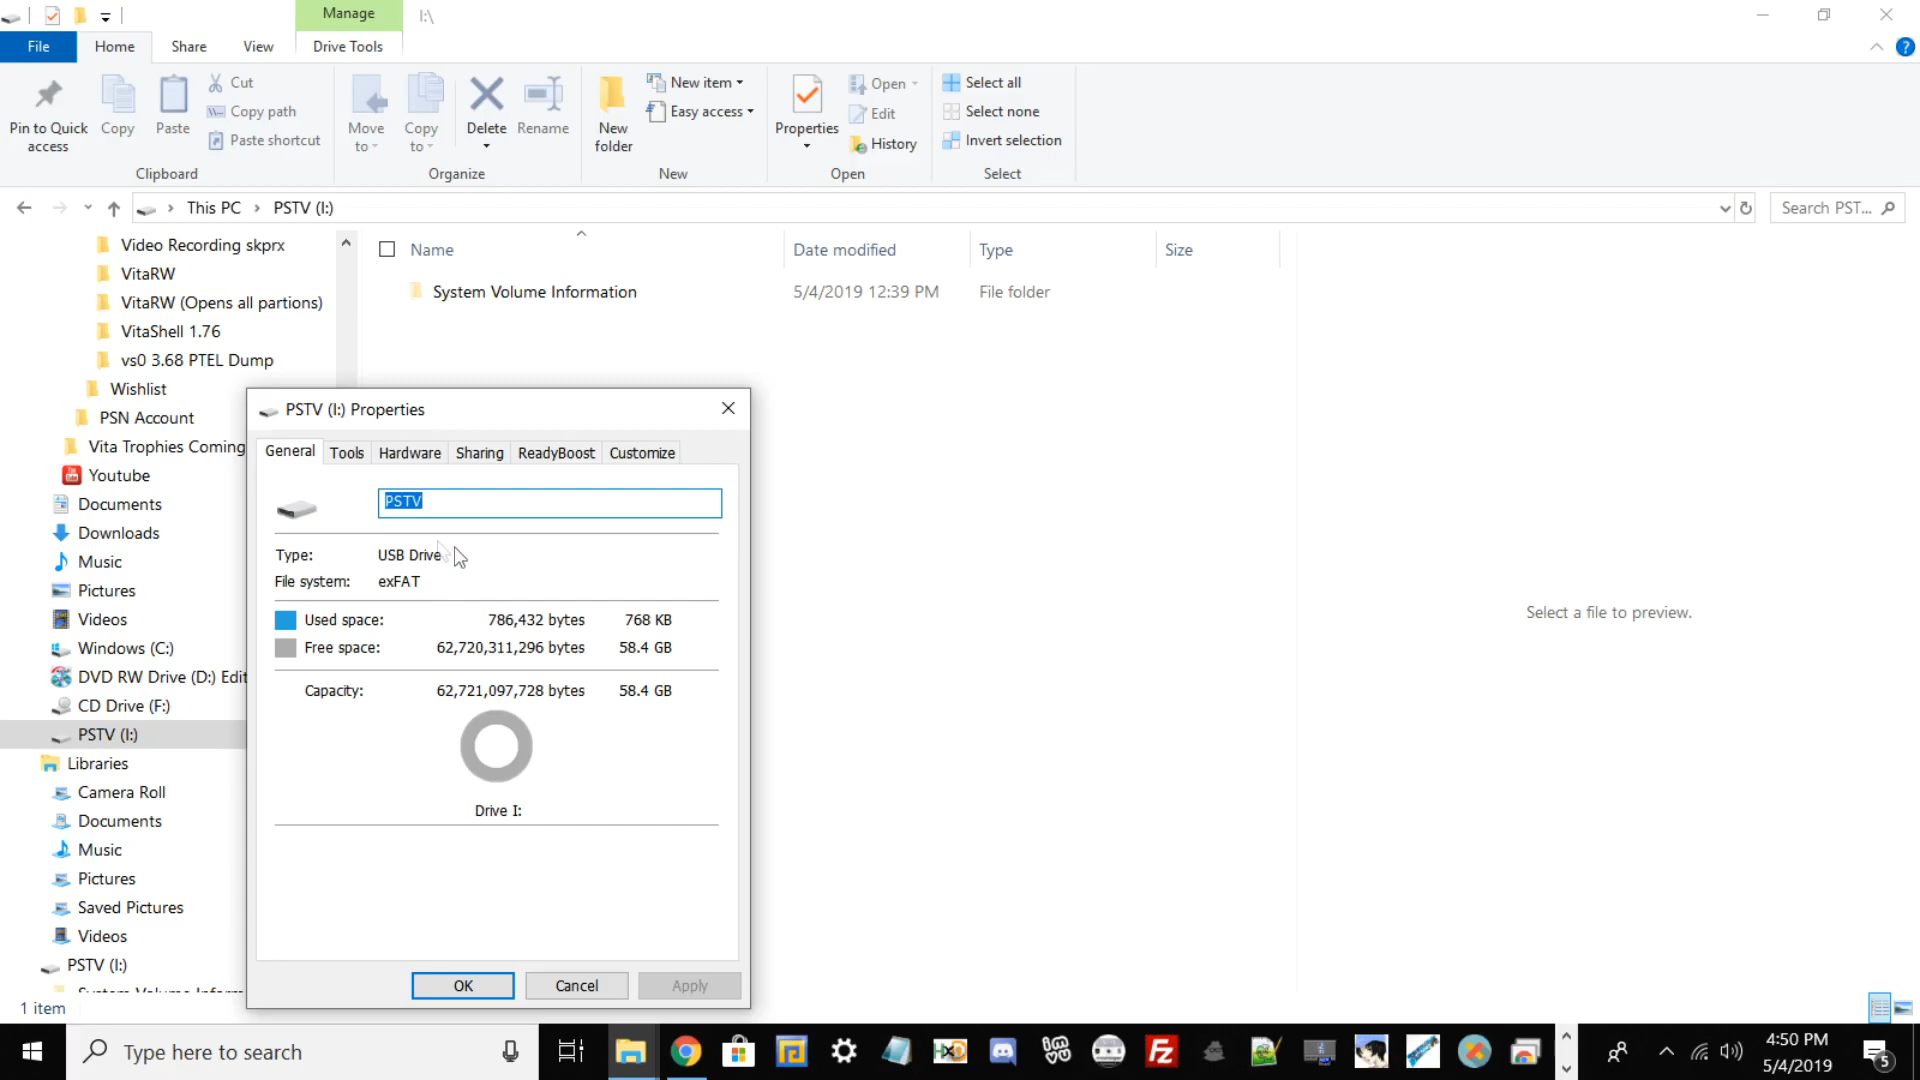 Manage
I:\
File
Home
Share
View
Drive Tools
Pin to Quick access
Copy
Paste
Cut
Copy path
Paste shortcut
Clipboard
Move to
Copy to
Delete
Rename
Organize
New folder
New item
Easy access
New
Properties
Open
Edit
History
Open
Select all
Select none
Invert selection
Select
This PC > PSTV (I:)
Search PST...
Video Recording skprx
VitaRW
VitaRW (Opens all partions)
VitaShell 1.76
vs0 3.68 PTEL Dump
Wishlist
PSN Account
Vita Trophies Coming
Youtube
Documents
Downloads
Music
Pictures
Videos
Windows (C:)
DVD RW Drive (D:) Edit
CD Drive (F:)
PSTV (I:)
Libraries
Camera Roll
Documents
Music
Pictures
Saved Pictures
Videos
PSTV (I:)
1 item
Name
Date modified
Type
Size
System Volume Information
5/4/2019 12:39 PM
File folder
Select a file to preview.
PSTV (I:) Properties
General
Tools
Hardware
Sharing
ReadyBoost
Customize
PSTV
Type: USB Drive
File system: exFAT
Used space: 786,432 bytes 768 KB
Free space: 62,720,311,296 bytes 58.4 GB
Capacity: 62,721,097,728 bytes 58.4 GB
Drive I:
OK
Cancel
Apply
Type here to search
4:50 PM
5/4/2019
5